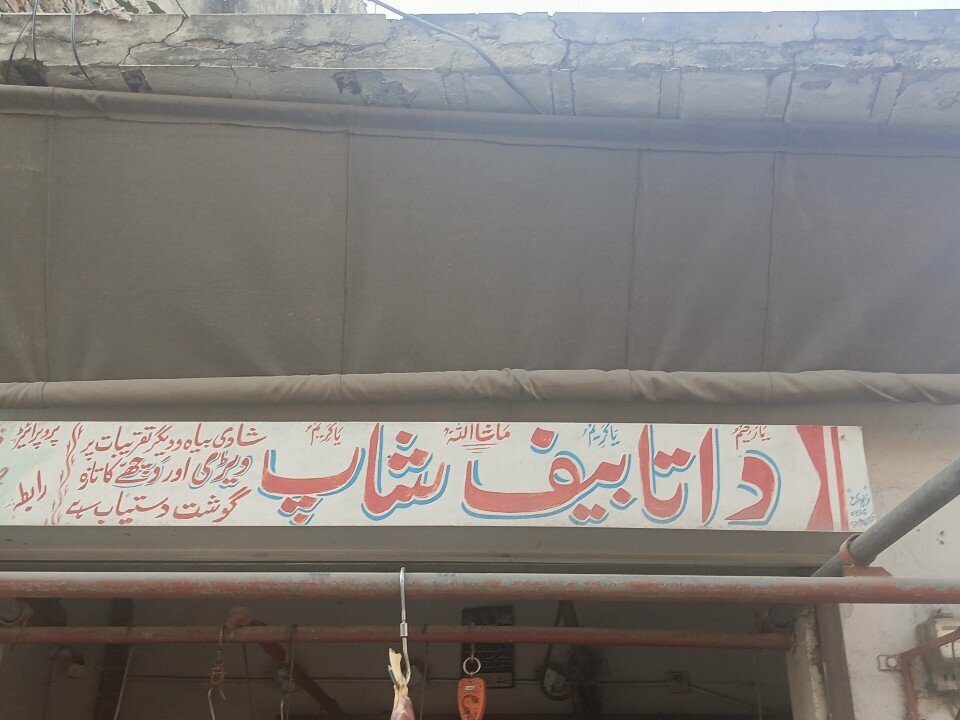 یا رحیمُ یا کریمُ ماشاءاللہ یا کریمُ
داتا بیف شاپ
شادی بیاہ و دیگر تقریبات پر
ویڑی اور وچھے کا تازہ
گوشت دستیاب ہے
پروپرائیٹر
رابطہ